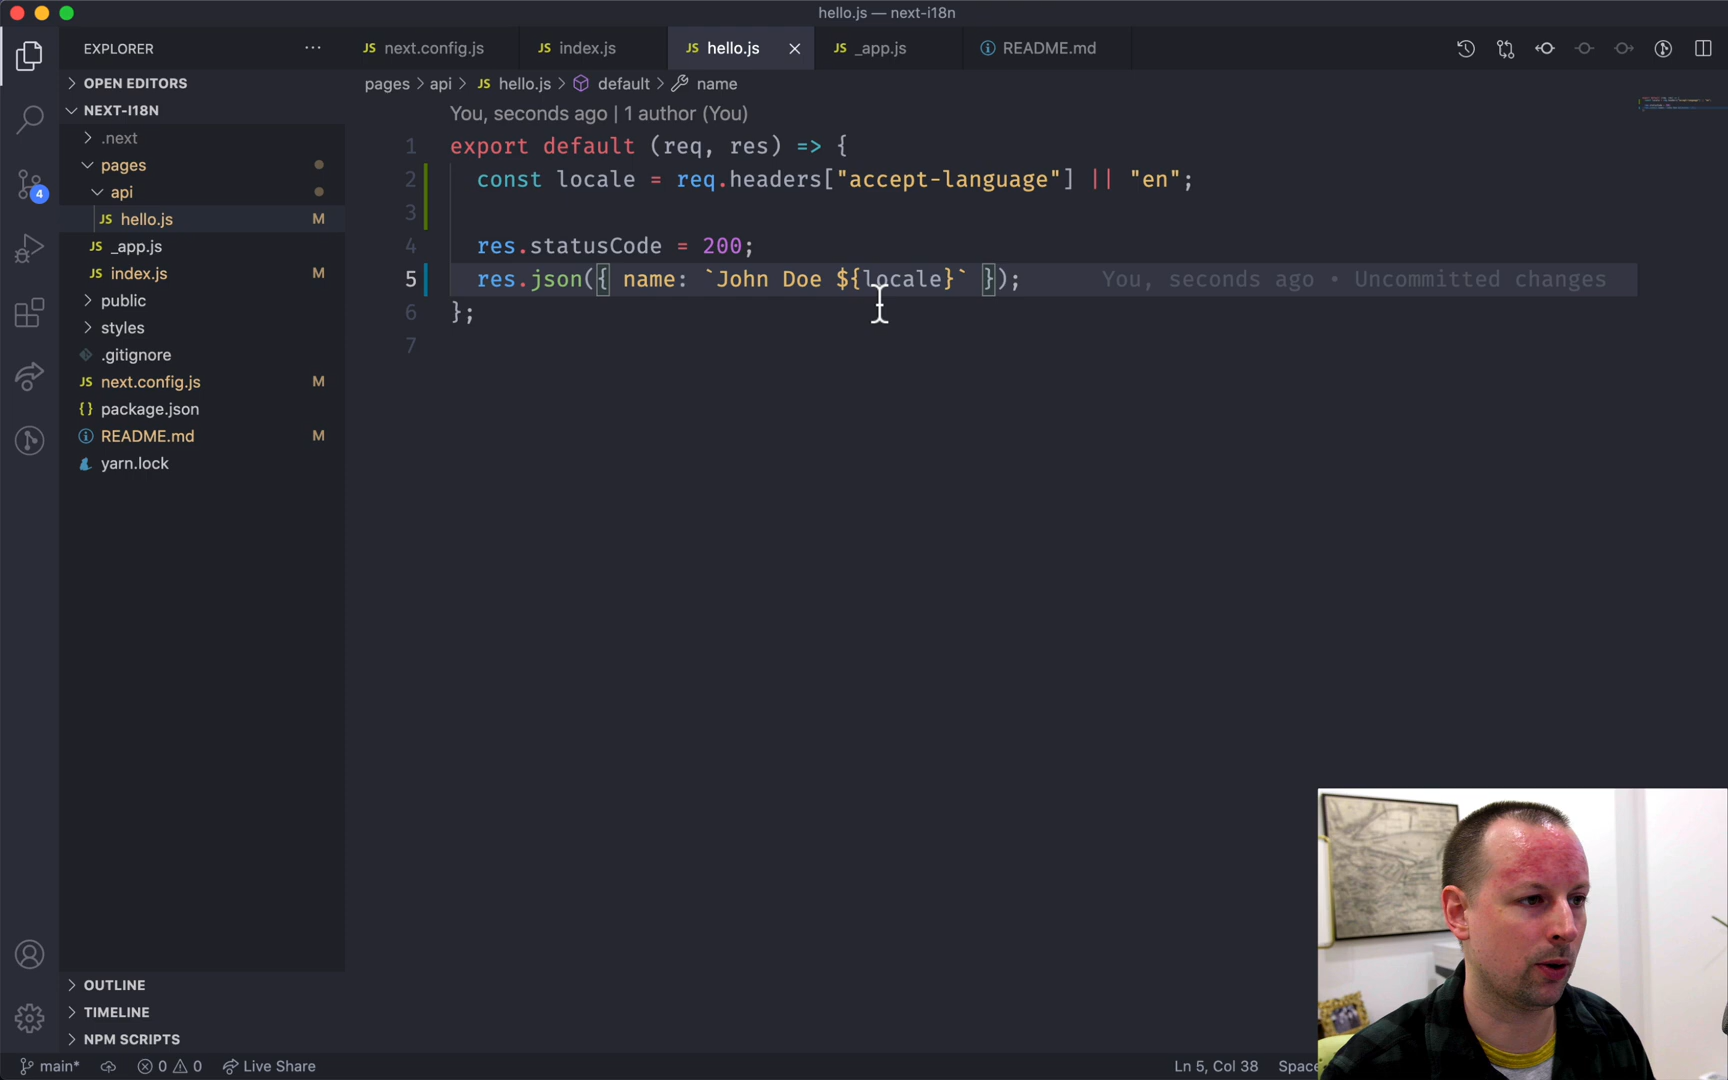 hello.js — next-i18n
EXPLORER
JS next.config.js
JS index.js
JS hello.js
JS _app.js
README.md
OPEN EDITORS
NEXT-I18N
.next
pages
api
JS hello.js M
JS _app.js
JS index.js M
public
styles
.gitignore
JS next.config.js M
{} package.json
README.md M
yarn.lock
OUTLINE
TIMELINE
NPM SCRIPTS
4
pages > api > JS hello.js > default > name
You, seconds ago | 1 author (You)
1 export default (req, res) => {
2 const locale = req.headers["accept-language"] || "en";
3
4 res.statusCode = 200;
5 res.json({ name: `John Doe ${locale}` }); You, seconds ago • Uncommitted changes
6 };
7
main* 0 0 Live Share Ln 5, Col 38